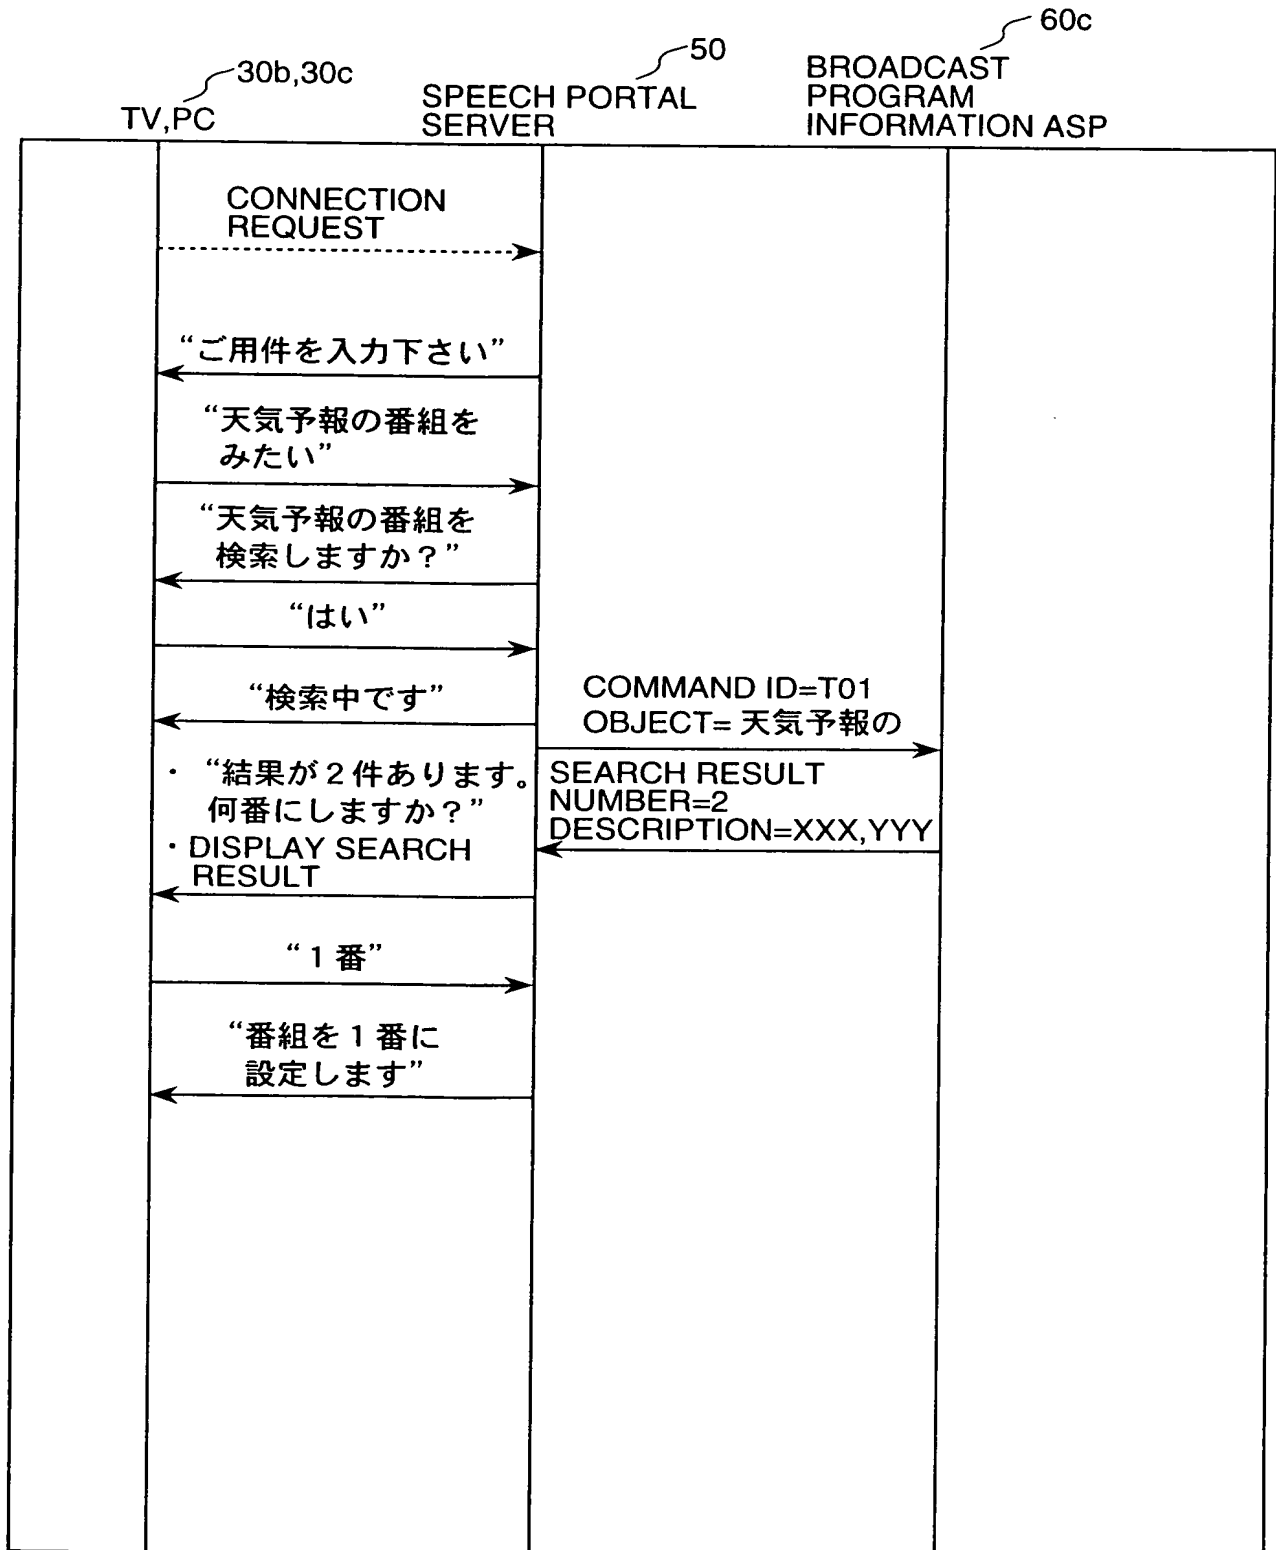 60c
50
30b,30c
BROADCAST
PROGRAM
INFORMATION ASP
SPEECH PORTAL
SERVER
TV,PC
CONNECTION
REQUEST
“ご用件を入力下さい”
“天気予報の番組を
みたい”
“天気予報の番組を
検索しますか？”
“はい”
“検索中です”
COMMAND ID=T01
OBJECT= 天気予報の
・ “結果が２件あります。
何番にしますか？”
・DISPLAY SEARCH
RESULT
SEARCH RESULT
NUMBER=2
DESCRIPTION=XXX,YYY
“１番”
“番組を１番に
設定します”